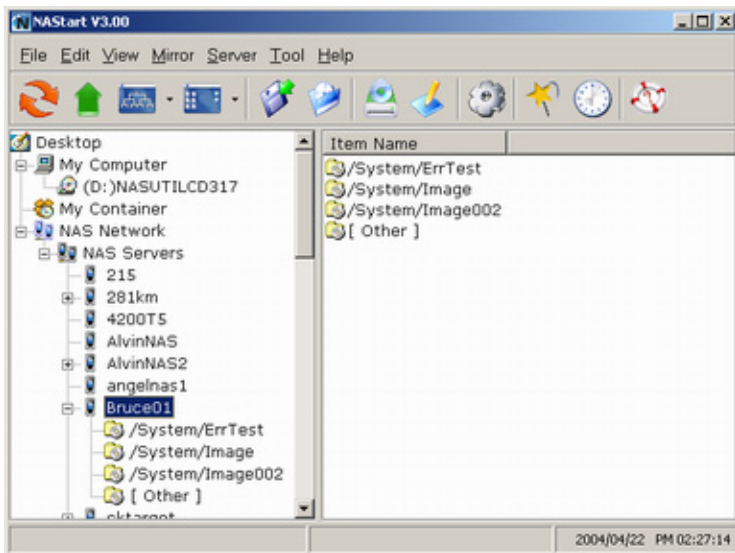 NAStart V3.00
File Edit View Mirror Server Tool Help
Desktop
My Computer
(D:)NASUTILCD317
My Container
NAS Network
NAS Servers
215
281km
4200TS
AlvinNAS
AlvinNAS2
angelnas1
Bruce01
/System/ErrTest
/System/Image
/System/Image002
[ Other ]
Item Name
/System/ErrTest
/System/Image
/System/Image002
[ Other ]
2004/04/22 PM 02:27:14